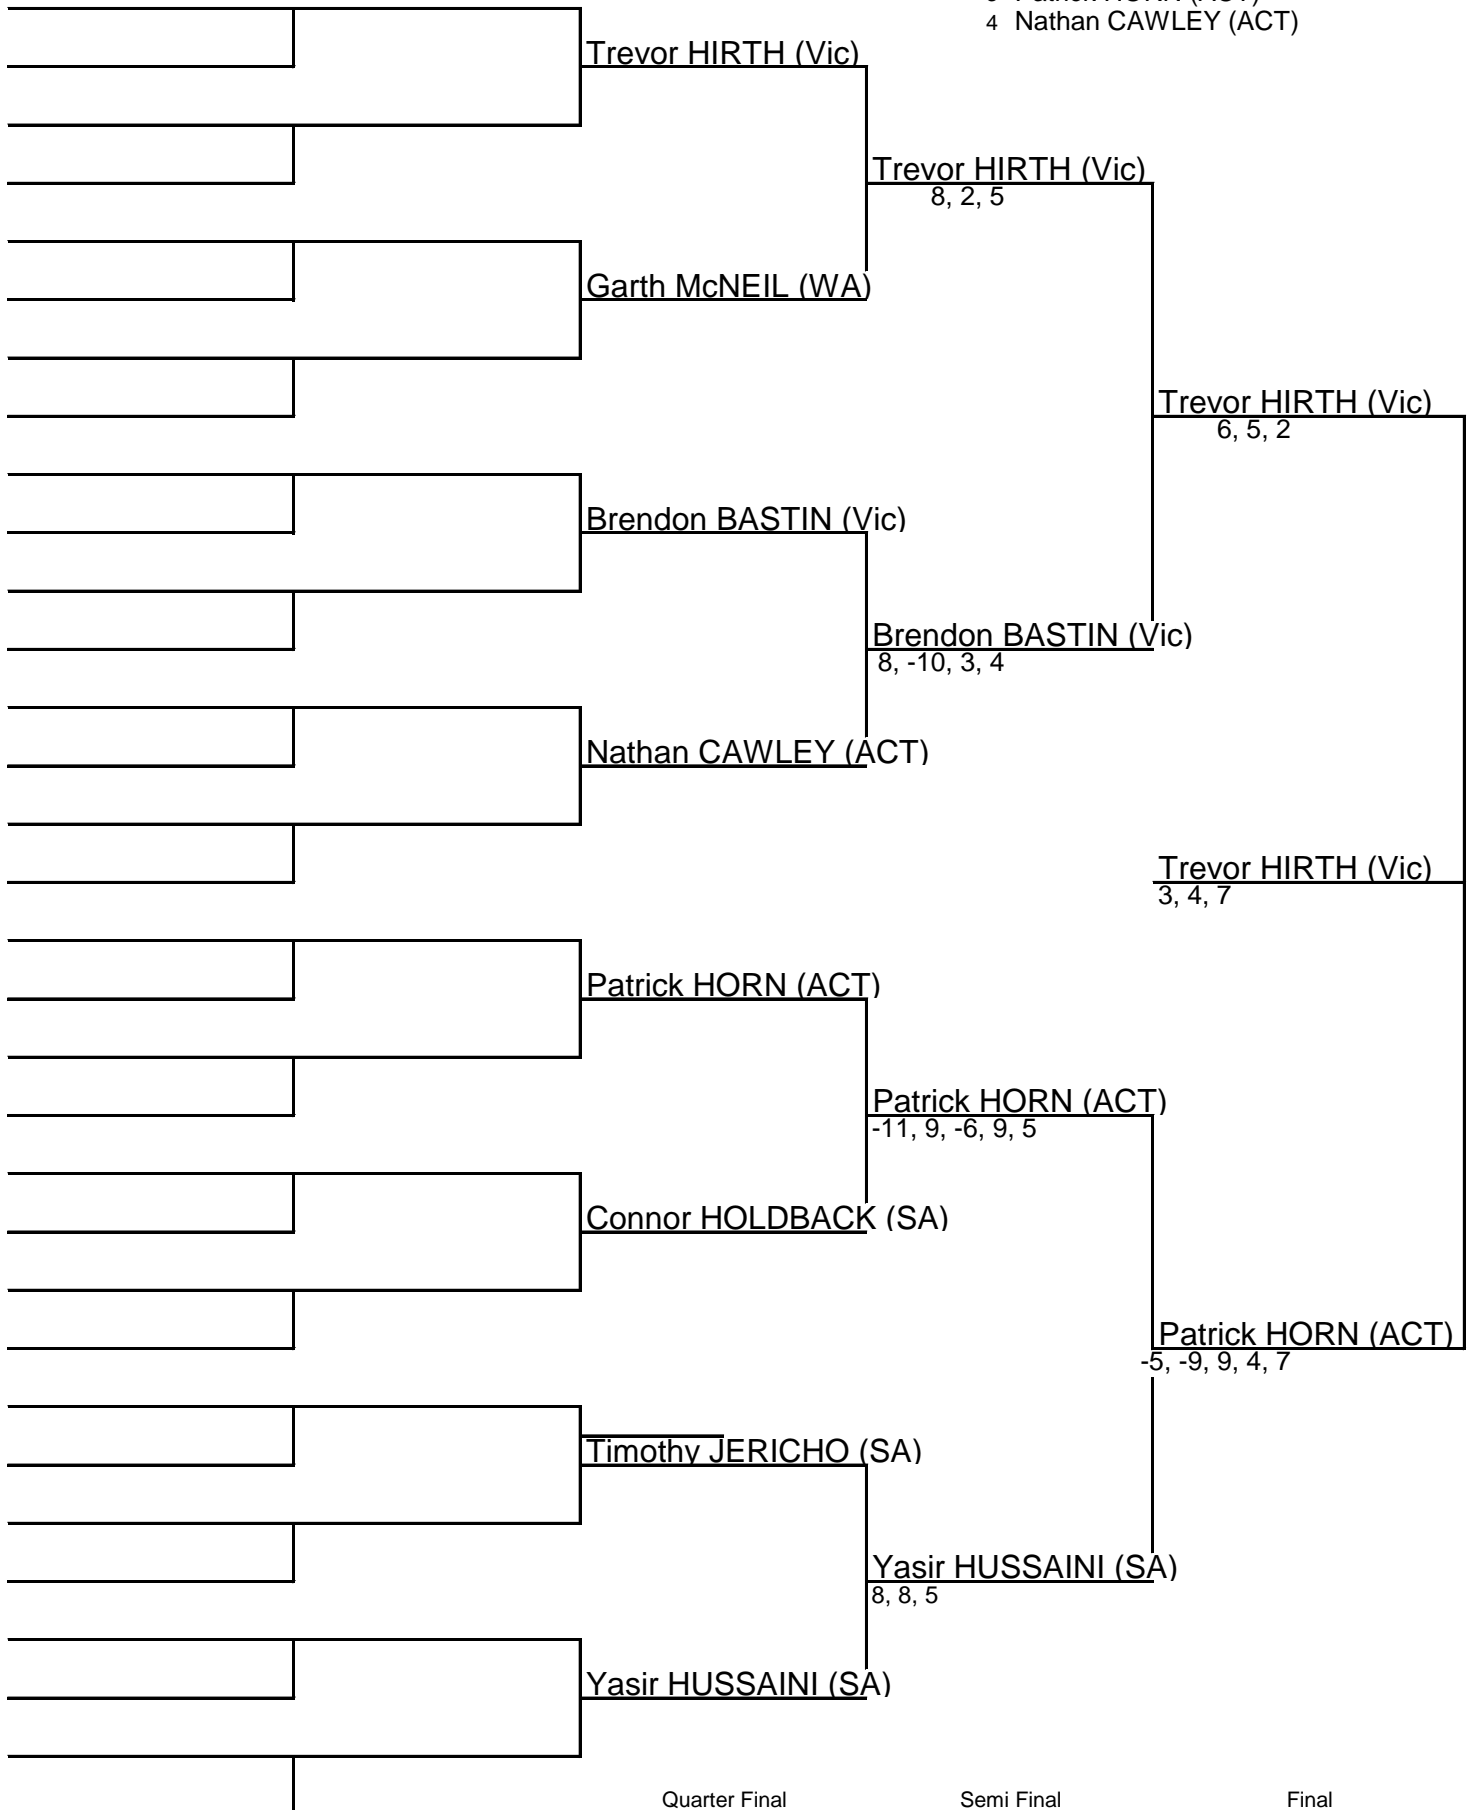 4 Nathan CAWLEY (ACT)
Trevor HIRTH (Vic)
Trevor HIRTH (Vic)
8, 2, 5
Garth McNEIL (WA)
Trevor HIRTH (Vic)
6, 5, 2
Brendon BASTIN (Vic)
Brendon BASTIN (Vic)
8, -10, 3, 4
Nathan CAWLEY (ACT)
Trevor HIRTH (Vic)
3, 4, 7
Patrick HORN (ACT)
Patrick HORN (ACT)
-11, 9, -6, 9, 5
Connor HOLDBACK (SA)
Patrick HORN (ACT)
-5, -9, 9, 4, 7
Timothy JERICHO (SA)
Yasir HUSSAINI (SA)
8, 8, 5
Yasir HUSSAINI (SA)
Quarter Final Semi Final Final